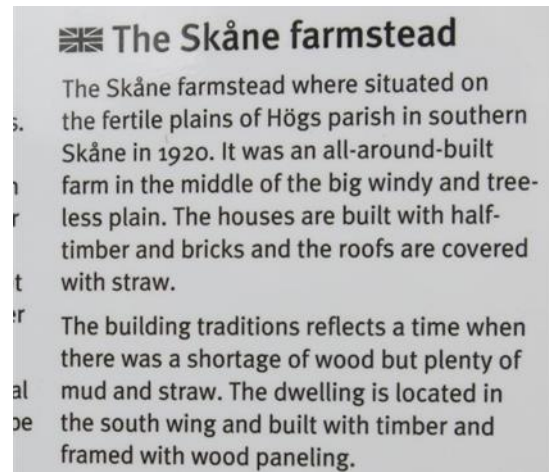 The Skåne farmstead
The Skåne farmstead where situated on
the fertile plains of Högs parish in southern
Skåne in 1920. It was an all-around-built
farm in the middle of the big windy and tree-
less plain. The houses are built with half-
timber and bricks and the roofs are covered
with straw.
The building traditions reflects a time when
there was a shortage of wood but plenty of
mud and straw. The dwelling is located in
the south wing and built with timber and
framed with wood paneling.